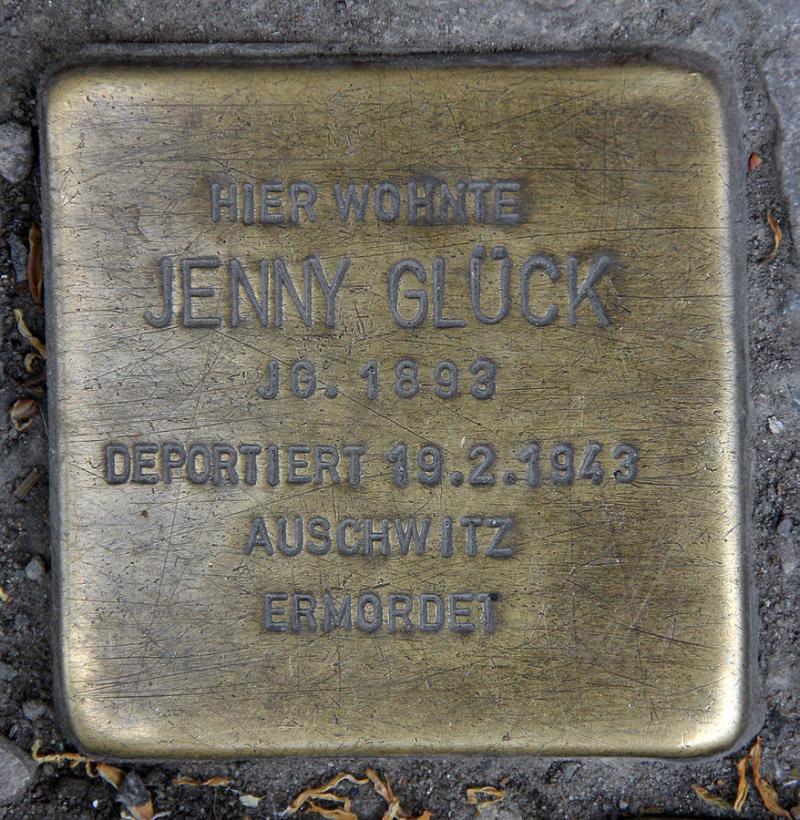 HIER WOHNTE
JENNY GLÜCK
JG. 1893
DEPORTIERT 19.2.1943
AUSCHWITZ
ERMORDET